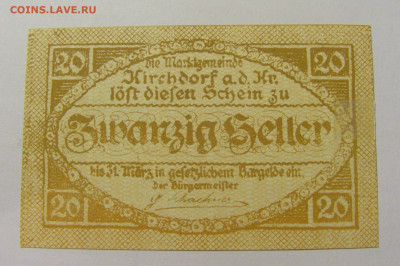 COINS.LAVE.RU
20 20
die Marktgemeinde
Kirchdorf a.d. Kr.
löst diesen Schein zu
Zwanzig Heller
bis 31. März in gesetzlichem Bargelde ein.
der Bürgermeister
20 20